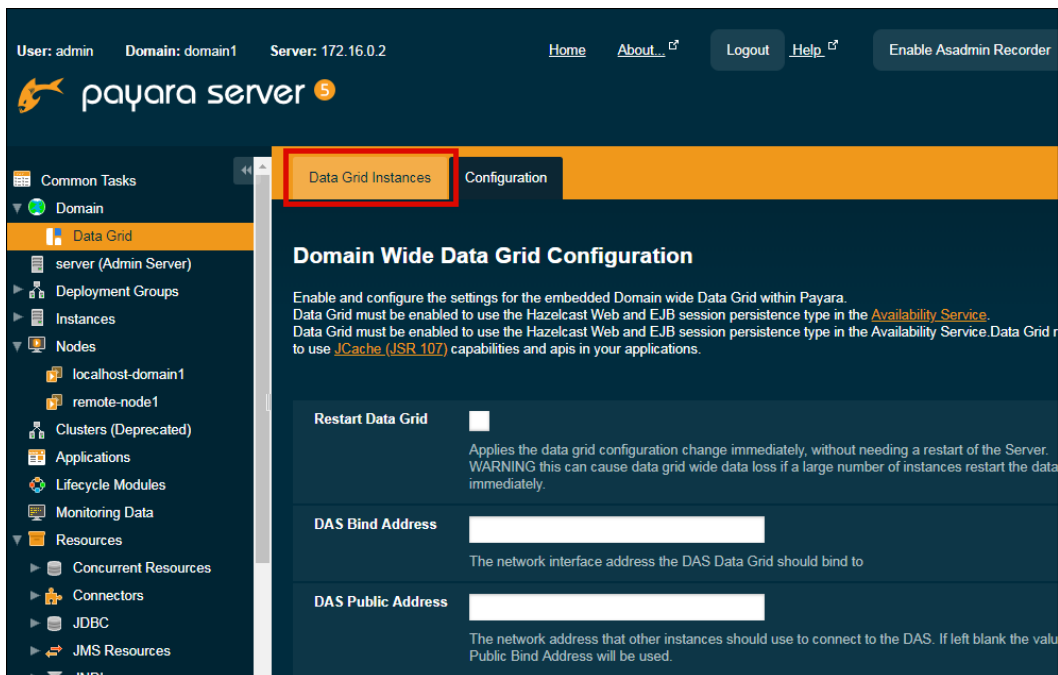 User: admin Domain: domain1 Server: 172.16.0.2 Home About... Logout Help Enable Asadmin Recorder
payara server 5
Common Tasks
Domain
Data Grid
server (Admin Server)
Deployment Groups
Instances
Nodes
localhost-domain1
remote-node1
Clusters (Deprecated)
Applications
Lifecycle Modules
Monitoring Data
Resources
Concurrent Resources
Connectors
JDBC
JMS Resources
Data Grid Instances Configuration
Domain Wide Data Grid Configuration
Enable and configure the settings for the embedded Domain wide Data Grid within Payara.
Data Grid must be enabled to use the Hazelcast Web and EJB session persistence type in the Availability Service.
Data Grid must be enabled to use the Hazelcast Web and EJB session persistence type in the Availability Service.Data Grid
to use JCache (JSR 107) capabilities and apis in your applications.
Restart Data Grid
Applies the data grid configuration change immediately, without needing a restart of the Server.
WARNING this can cause data grid wide data loss if a large number of instances restart the data
immediately.
DAS Bind Address
The network interface address the DAS Data Grid should bind to
DAS Public Address
The network address that other instances should use to connect to the DAS. If left blank the valu
Public Bind Address will be used.